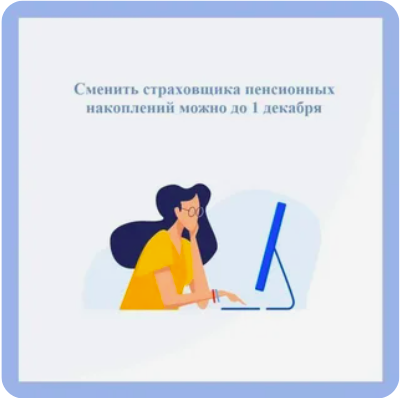 Сменить страховщика пенсионных
накоплений можно до 1 декабря